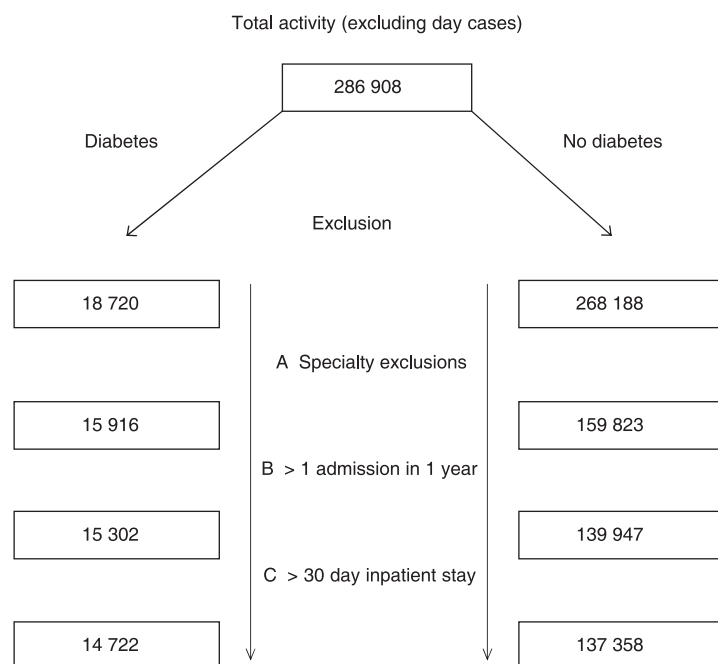 Total activity (excluding day cases)
286 908
Diabetes
No diabetes
Exclusion
18 720
268 188
A Specialty exclusions
15 916
159 823
B > 1 admission in 1 year
15 302
139 947
C > 30 day inpatient stay
14 722
137 358